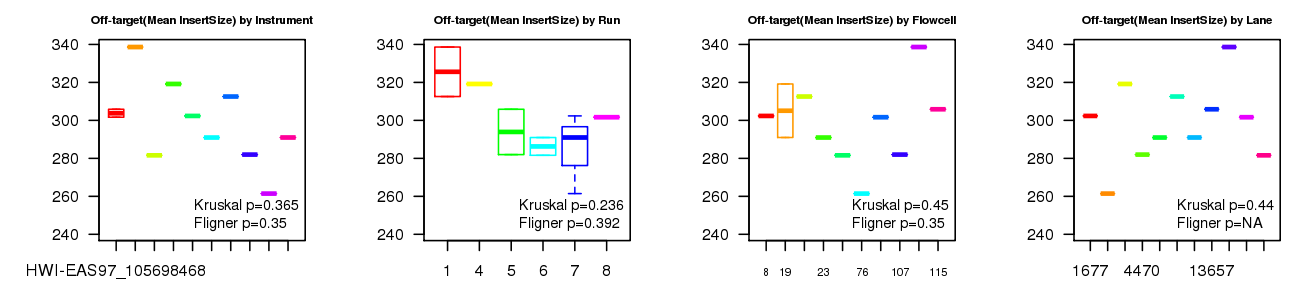 Off-target(Mean InsertSize) by Instrument
340
320
300
280
260
240
Kruskal p=0.365
Fligner p=0.35
HWI-EAS97_105698468
Off-target(Mean InsertSize) by Run
340
320
300
280
260
240
Kruskal p=0.236
Fligner p=0.392
1 4 5 6 7 8
Off-target(Mean InsertSize) by Flowcell
340
320
300
280
260
240
Kruskal p=0.45
Fligner p=0.35
8 19 23 76 107 115
Off-target(Mean InsertSize) by Lane
340
320
300
280
260
240
Kruskal p=0.44
Fligner p=NA
1677 4470 13657